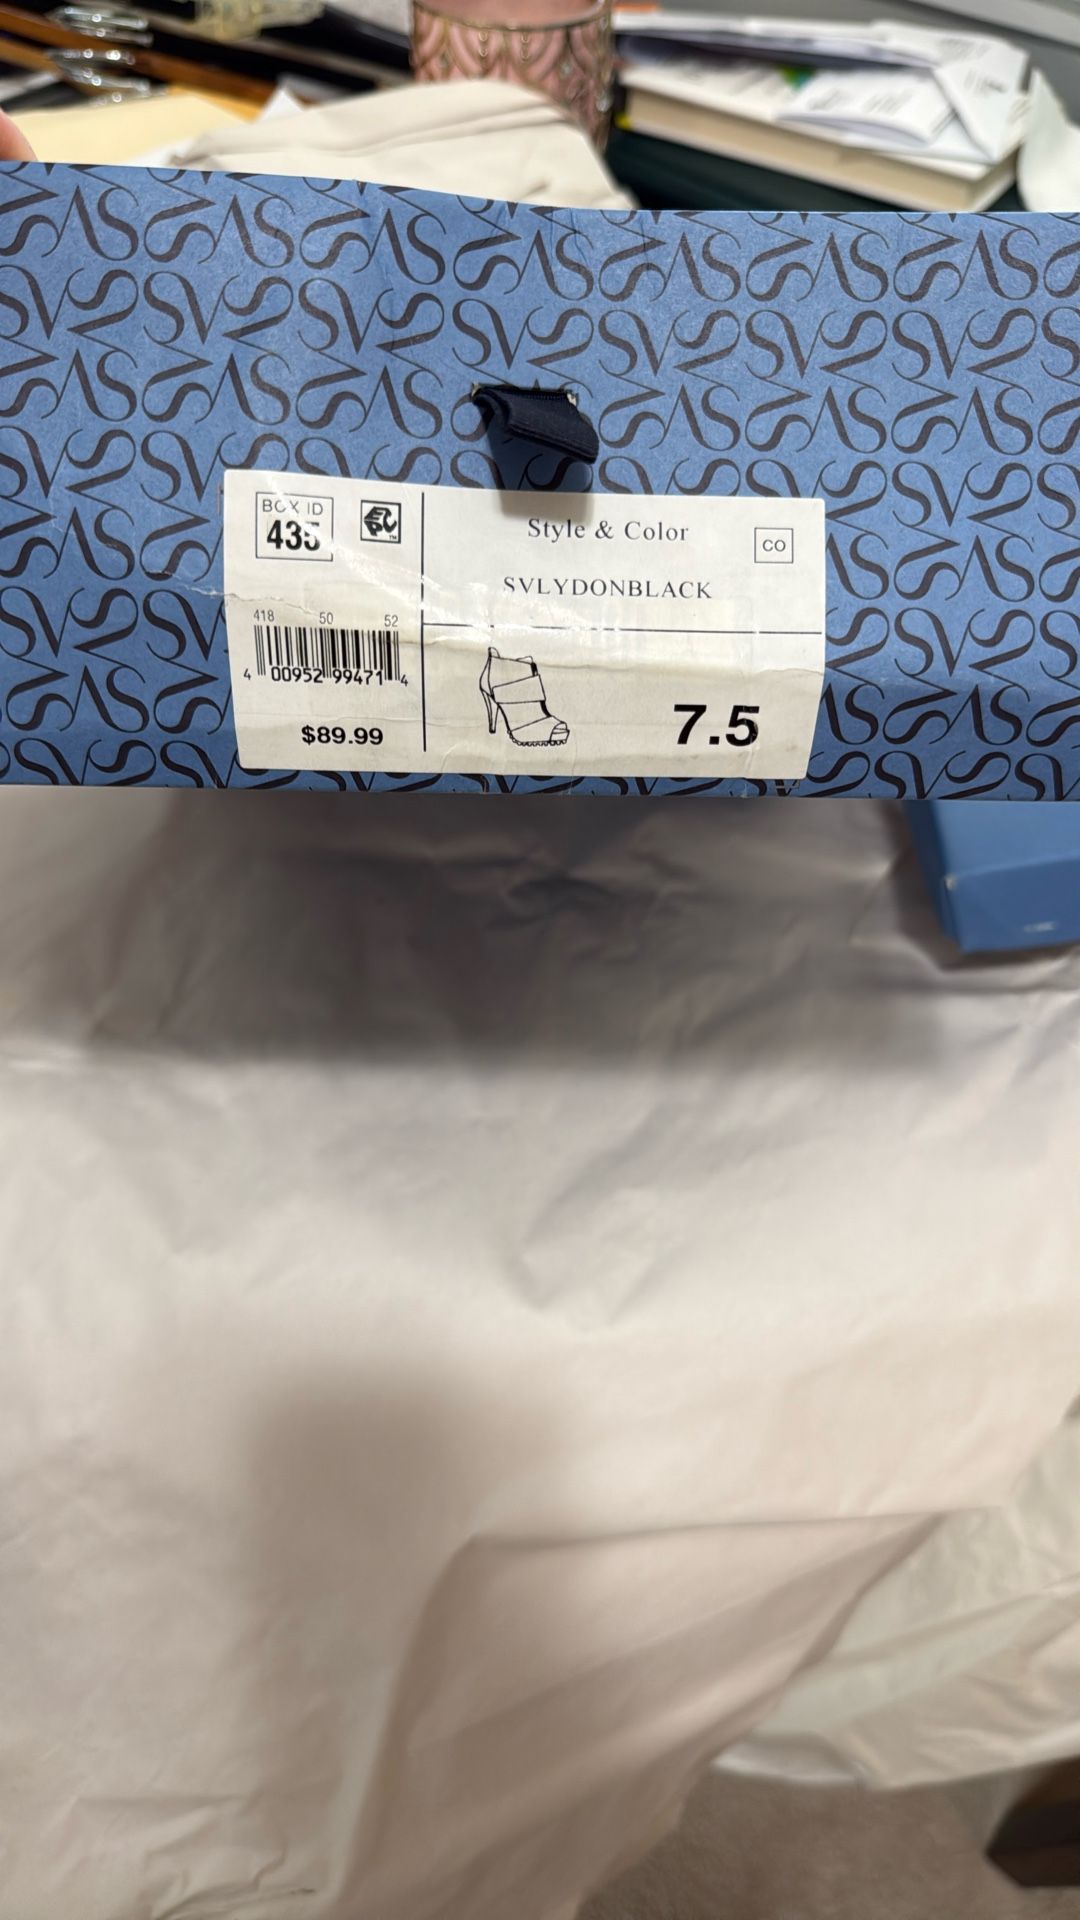 BOX ID
435
Style & Color
CO
SVLYDONBLACK
418 50 52
4 00952 99471 4
$89.99
7.5